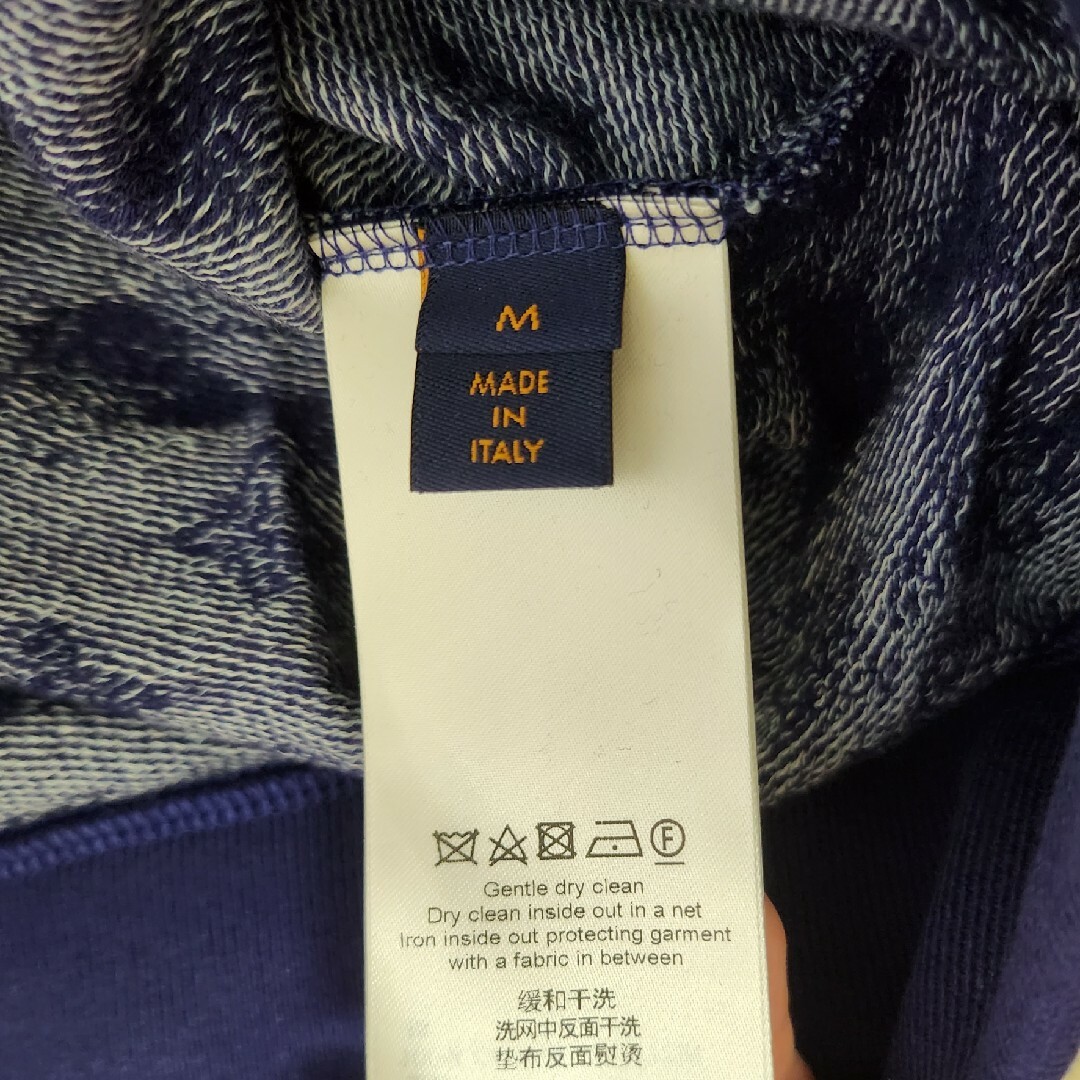 M
MADE
IN
ITALY
F
Gentle dry clean
Dry clean inside out in a net
Iron inside out protecting garment
with a fabric in between
缓和干洗
洗网中反面干洗
垫布反面熨烫